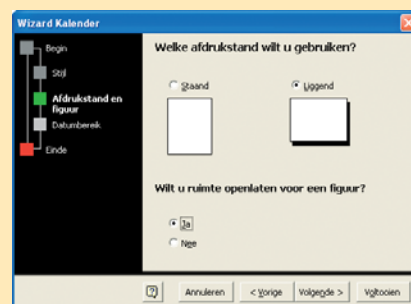 Wizard Kalender
Begin
Stijl
Afdrukstand en
figuur
Datumbereik
Einde
Welke afdrukstand wilt u gebruiken?
Staand
Liggend
Wilt u ruimte openlaten voor een figuur?
Ja
Nee
Annuleren
< Vorige
Volgende >
Voltooien